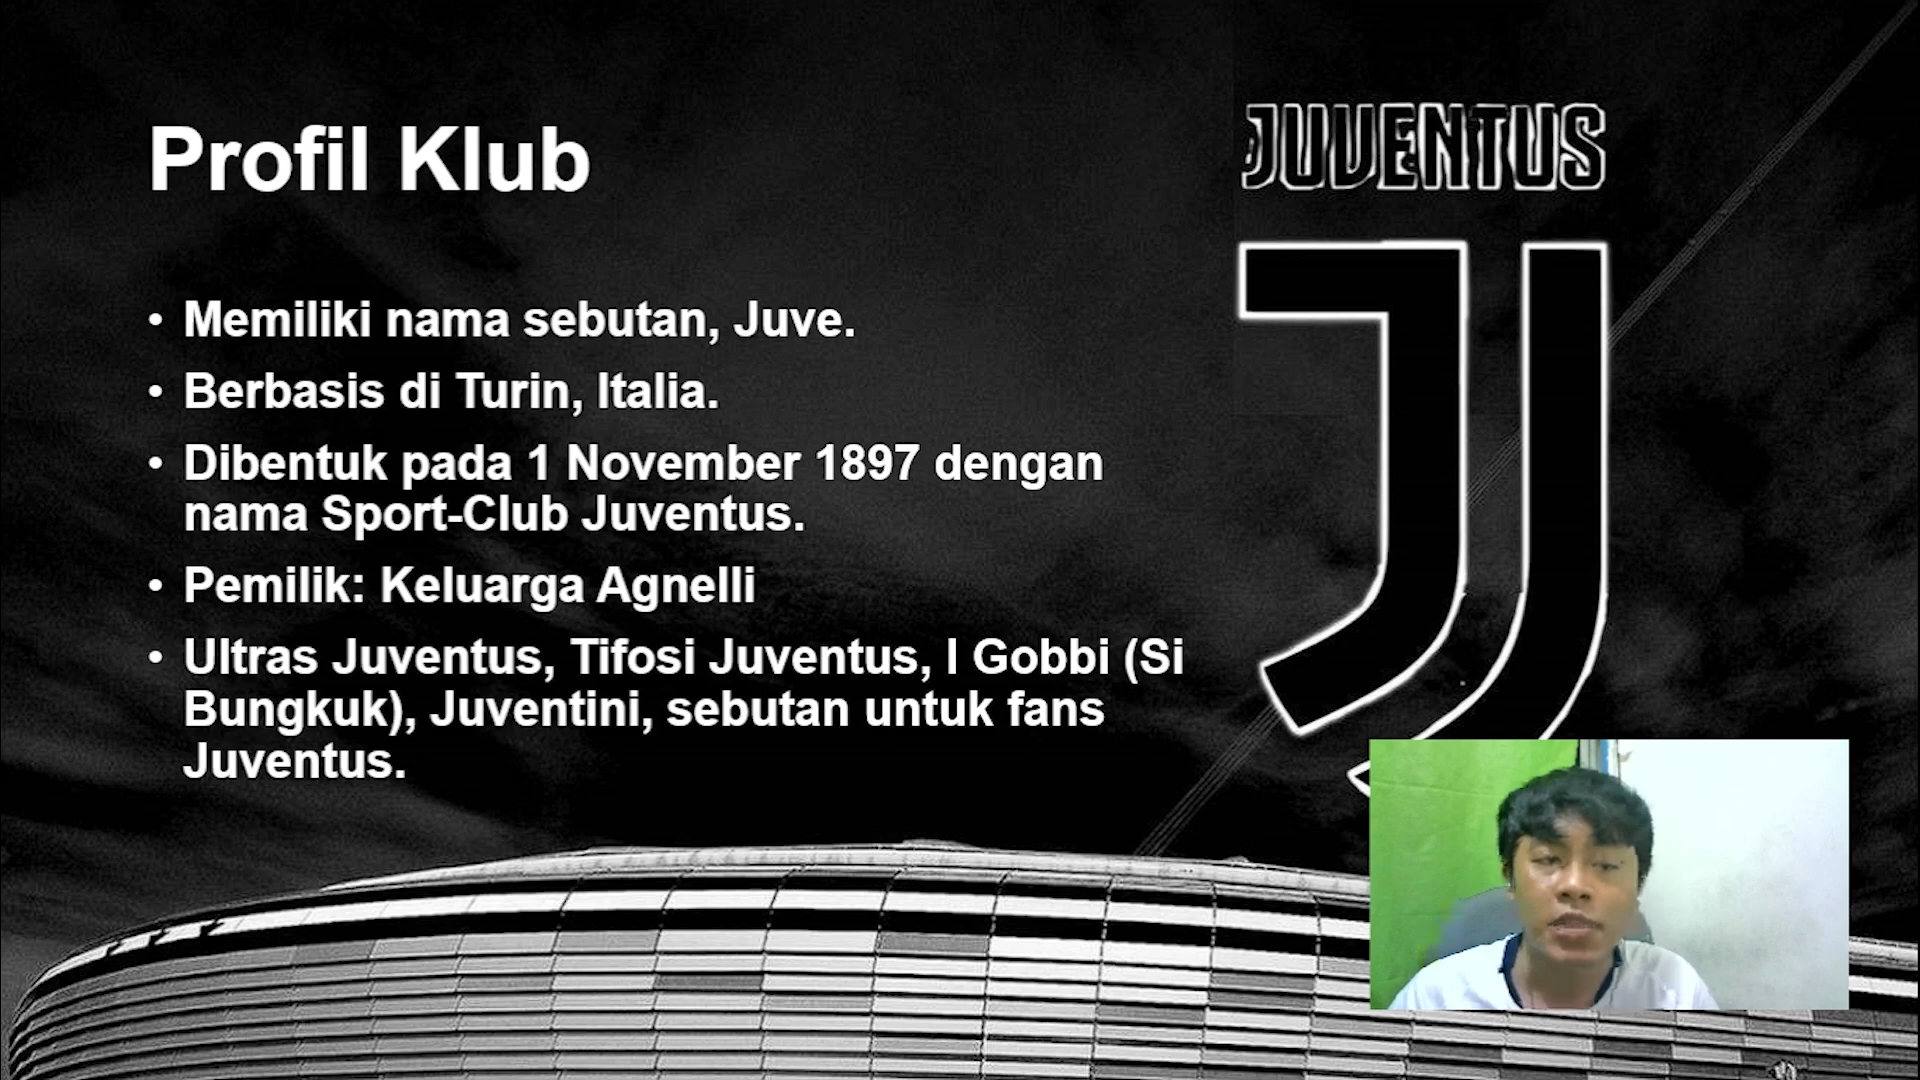 JUVENTUS
Profil Klub
• Memiliki nama sebutan, Juve.
• Berbasis di Turin, Italia.
• Dibentuk pada 1 November 1897 dengan
nama Sport-Club Juventus.
• Pemilik: Keluarga Agnelli
• Ultras Juventus, Tifosi Juventus, I Gobbi (Si
Bungkuk), Juventini, sebutan untuk fans
Juventus.